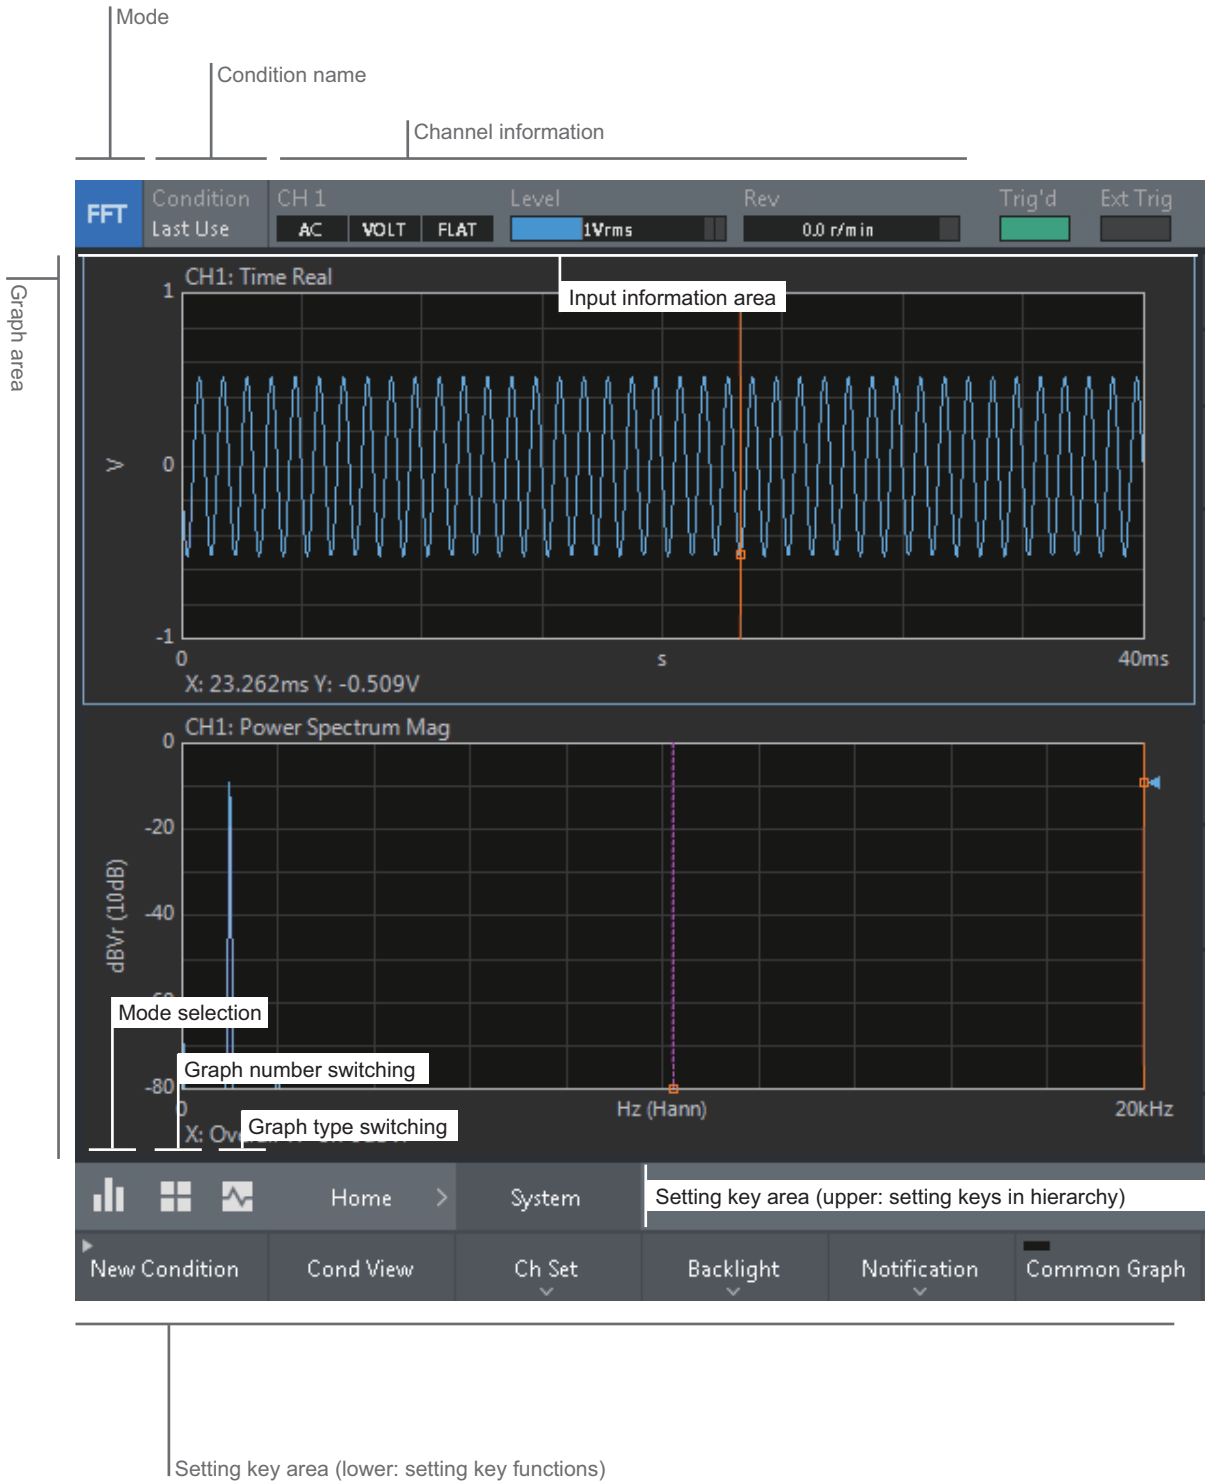 Mode
Condition name
Channel information
FFT
Condition
Last Use
CH 1
AC VOLT FLAT
Level
1Vrms
Rev
0.0 r/min
Trig'd
Ext Trig
Graph area
CH1: Time Real
Input information area
1
V
0
-1
0
s
40ms
X: 23.262ms Y: -0.509V
CH1: Power Spectrum Mag
0
-20
-40
dBVr (10dB)
Mode selection
Graph number switching
-80
0
Hz (Hann)
20kHz
Graph type switching
X:
Home
System
Setting key area (upper: setting keys in hierarchy)
New Condition
Cond View
Ch Set
Backlight
Notification
Common Graph
Setting key area (lower: setting key functions)